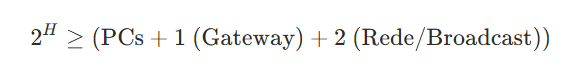 2^H ≥ (PCs + 1 (Gateway) + 2 (Rede/Broadcast))